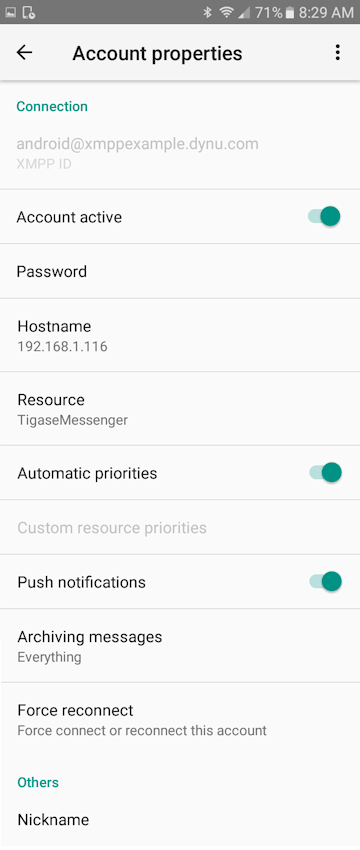 71% 8:29 AM
Account properties
Connection
android@xmppexample.dynu.com
XMPP ID
Account active
Password
Hostname
192.168.1.116
Resource
TigaseMessenger
Automatic priorities
Custom resource priorities
Push notifications
Archiving messages
Everything
Force reconnect
Force connect or reconnect this account
Others
Nickname